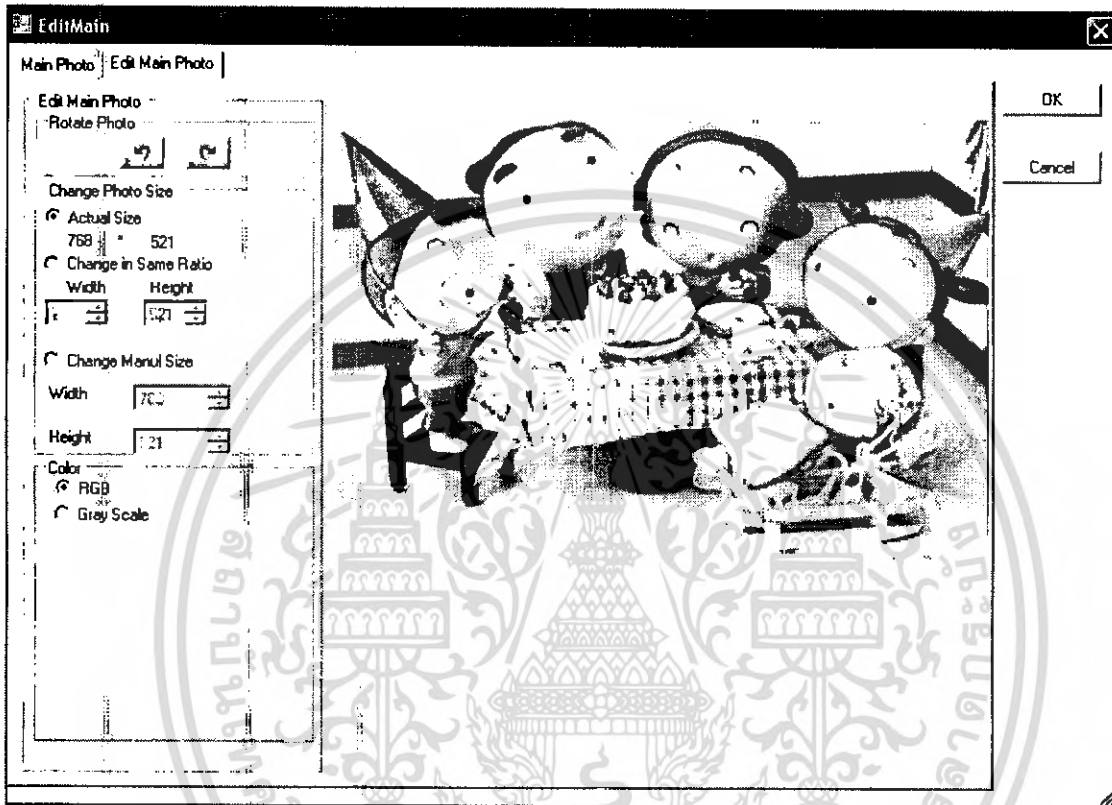 EditMain
Main Photo Edit Main Photo
OK
Cancel
Edit Main Photo
Rotate Photo
Change Photo Size
Actual Size
768 * 521
Change in Same Ratio
Width Height
521
Change Manul Size
Width
Height
Color
RGB
Gray Scale